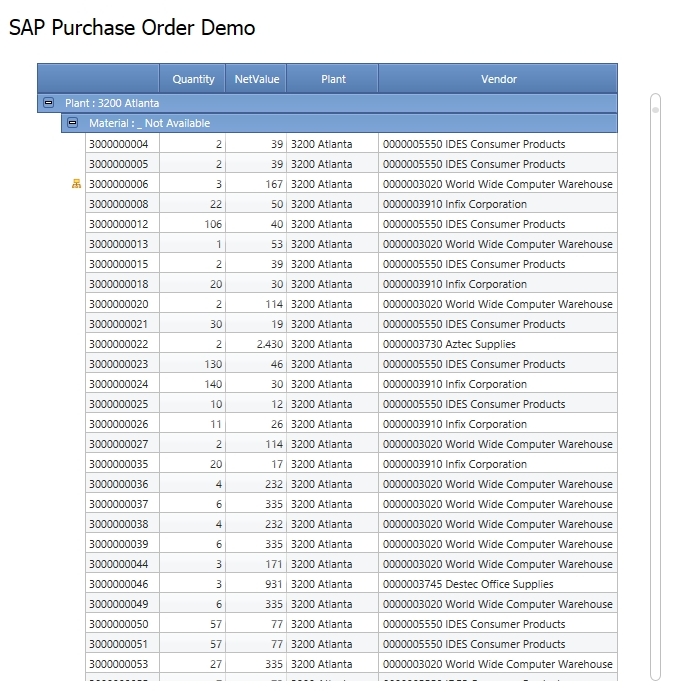 SAP Purchase Order Demo
Quantity NetValue Plant Vendor
Plant : 3200 Atlanta
Material : _ Not Available
3000000004 2 39 3200 Atlanta 0000005550 IDES Consumer Products
3000000005 2 39 3200 Atlanta 0000005550 IDES Consumer Products
3000000006 3 167 3200 Atlanta 0000003020 World Wide Computer Warehouse
3000000008 22 50 3200 Atlanta 0000003910 Infix Corporation
3000000012 106 40 3200 Atlanta 0000005550 IDES Consumer Products
3000000013 1 53 3200 Atlanta 0000003020 World Wide Computer Warehouse
3000000015 2 39 3200 Atlanta 0000005550 IDES Consumer Products
3000000018 20 30 3200 Atlanta 0000003910 Infix Corporation
3000000020 2 114 3200 Atlanta 0000003020 World Wide Computer Warehouse
3000000021 30 19 3200 Atlanta 0000005550 IDES Consumer Products
3000000022 2 2.430 3200 Atlanta 0000003730 Aztec Supplies
3000000023 130 46 3200 Atlanta 0000005550 IDES Consumer Products
3000000024 140 30 3200 Atlanta 0000003910 Infix Corporation
3000000025 10 12 3200 Atlanta 0000005550 IDES Consumer Products
3000000026 11 26 3200 Atlanta 0000003910 Infix Corporation
3000000027 2 114 3200 Atlanta 0000003020 World Wide Computer Warehouse
3000000035 20 17 3200 Atlanta 0000003910 Infix Corporation
3000000036 4 232 3200 Atlanta 0000003020 World Wide Computer Warehouse
3000000037 6 335 3200 Atlanta 0000003020 World Wide Computer Warehouse
3000000038 4 232 3200 Atlanta 0000003020 World Wide Computer Warehouse
3000000039 6 335 3200 Atlanta 0000003020 World Wide Computer Warehouse
3000000044 3 171 3200 Atlanta 0000003020 World Wide Computer Warehouse
3000000046 3 931 3200 Atlanta 0000003745 Destec Office Supplies
3000000049 6 335 3200 Atlanta 0000003020 World Wide Computer Warehouse
3000000050 57 77 3200 Atlanta 0000005550 IDES Consumer Products
3000000051 57 77 3200 Atlanta 0000005550 IDES Consumer Products
3000000053 27 335 3200 Atlanta 0000003020 World Wide Computer Warehouse